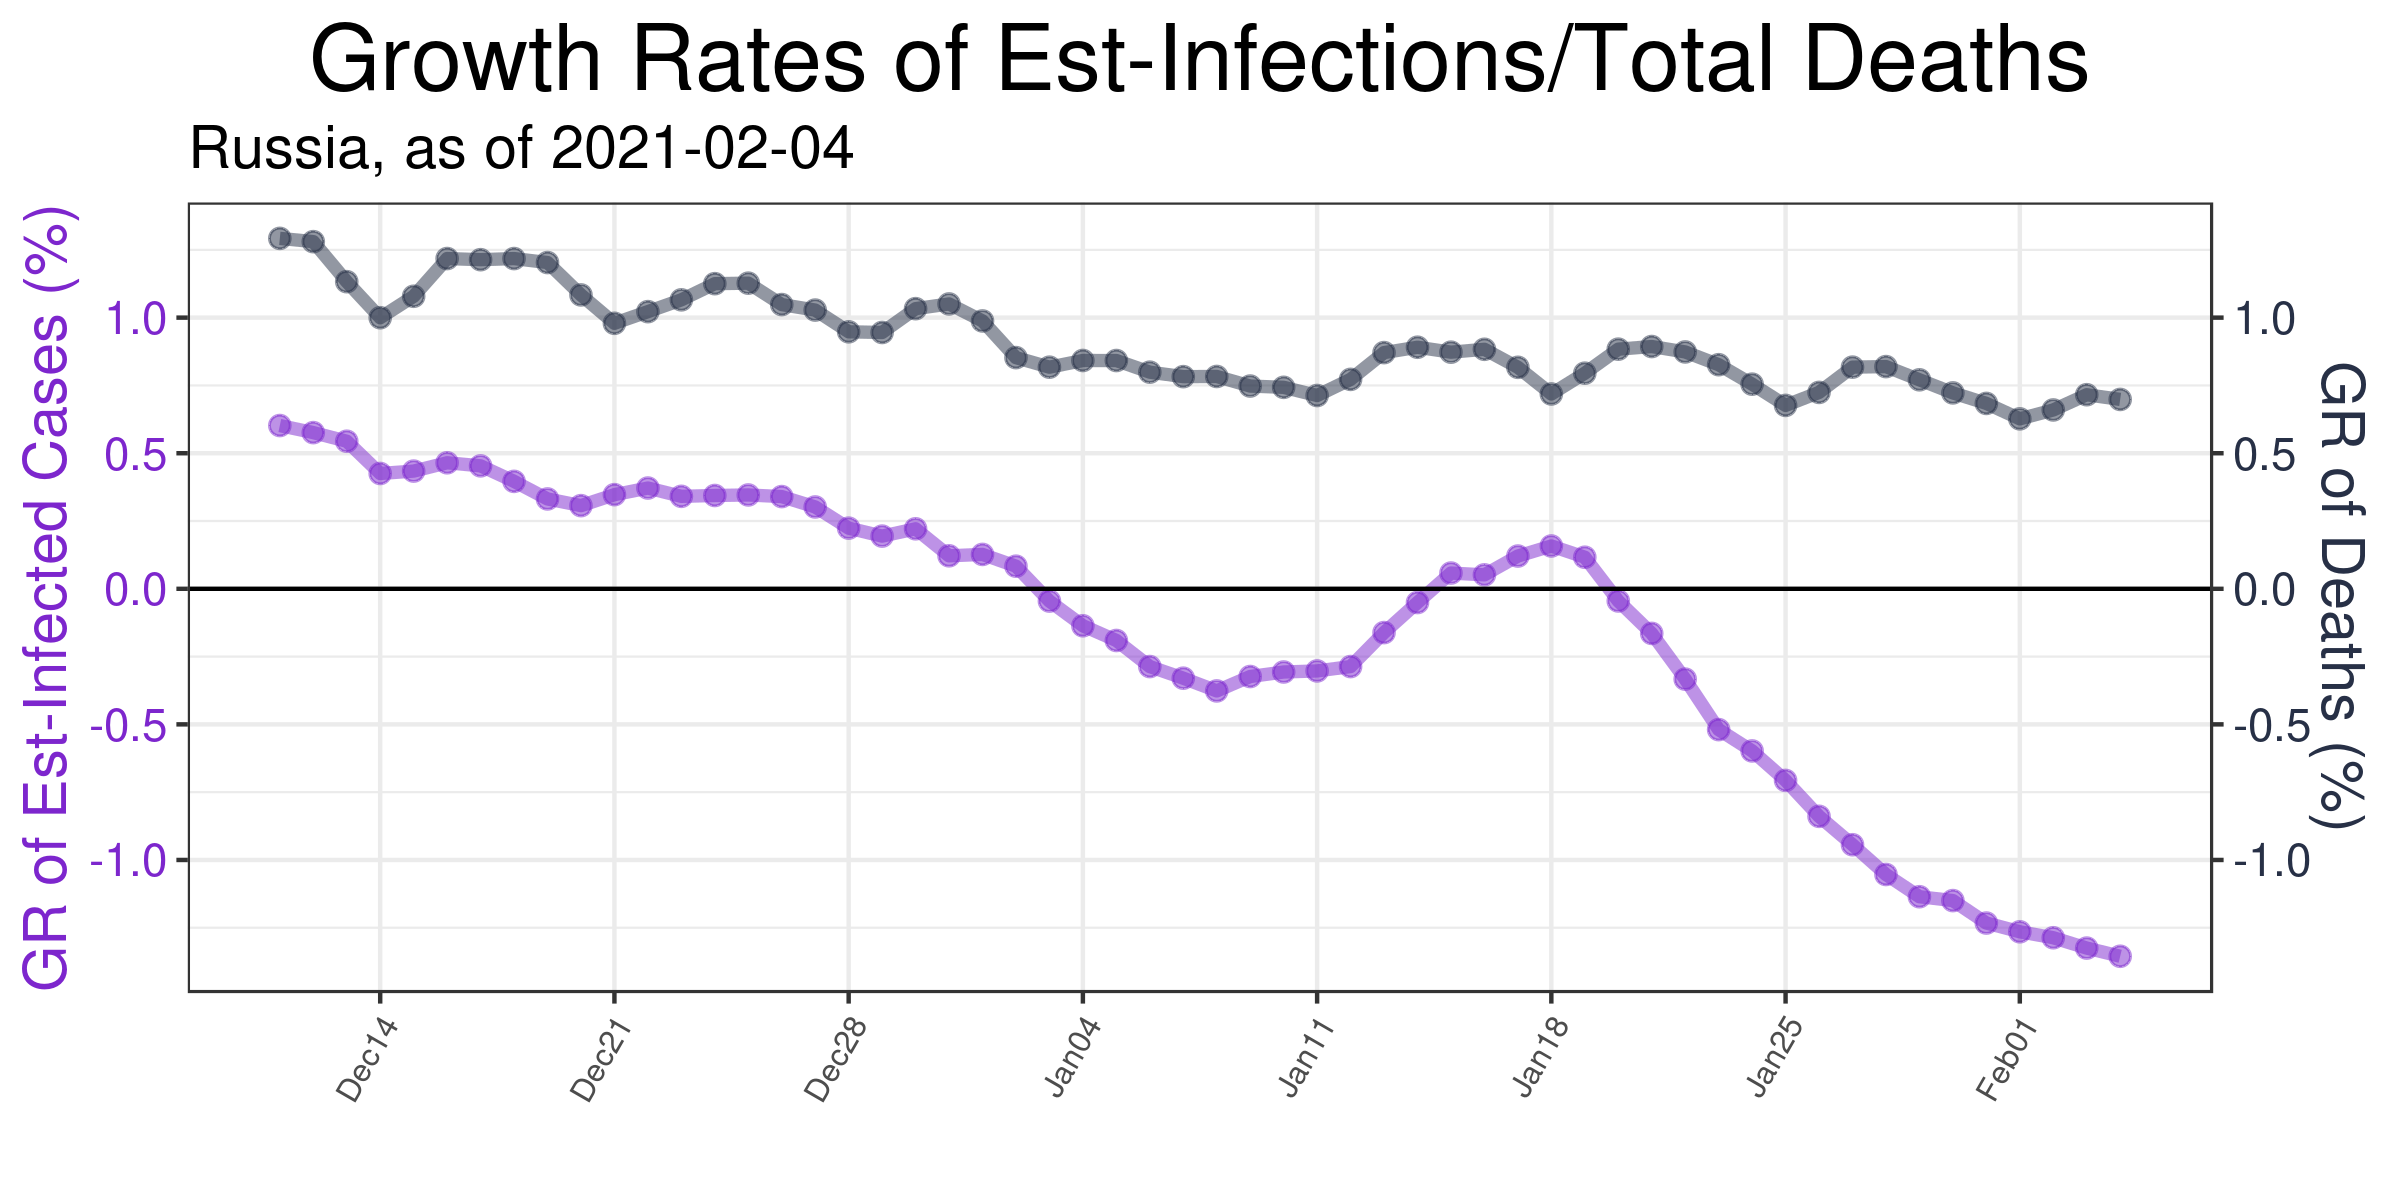 Growth Rates of Est-Infections/Total Deaths
Russia, as of 2021-02-04
GR of Est-Infected Cases (%)
1.0
0.5
0.0
-0.5
-1.0
1.0
0.5
0.0
-0.5
-1.0
GR of Deaths (%)
Dec14
Dec21
Dec28
Jan04
Jan11
Jan18
Jan25
Feb01